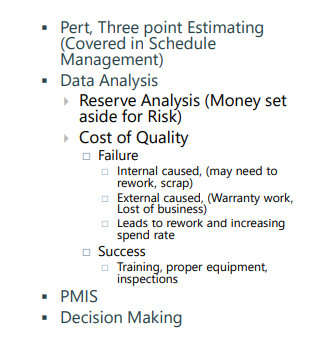 Pert, Three point Estimating
(Covered in Schedule
Management)
Data Analysis
Reserve Analysis (Money set
aside for Risk)
Cost of Quality
Failure
Internal caused, (may need to
rework, scrap)
External caused, (Warranty work,
Lost of business)
Leads to rework and increasing
spend rate
Success
Training, proper equipment,
inspections
PMIS
Decision Making